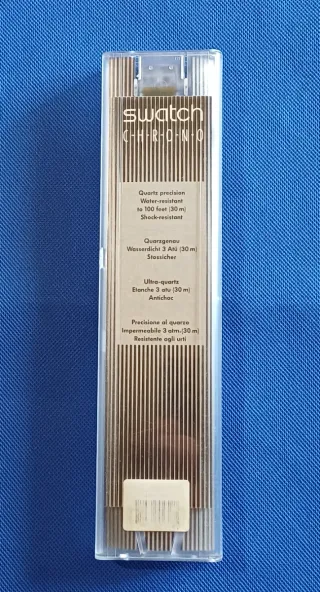 swatch
C-H-R-O-N-O
Quartz precision
Water-resistant
to 100 feet (30 m)
Shock-resistant
Quarzgenau
Wasserdicht 3 Atü (30 m)
Stossicher
Ultra-quartz
Etanche 3 atu (30 m)
Antichoc
Precisione al quarzo
Impermeabile 3 atm.(30 m)
Resistente agli urti